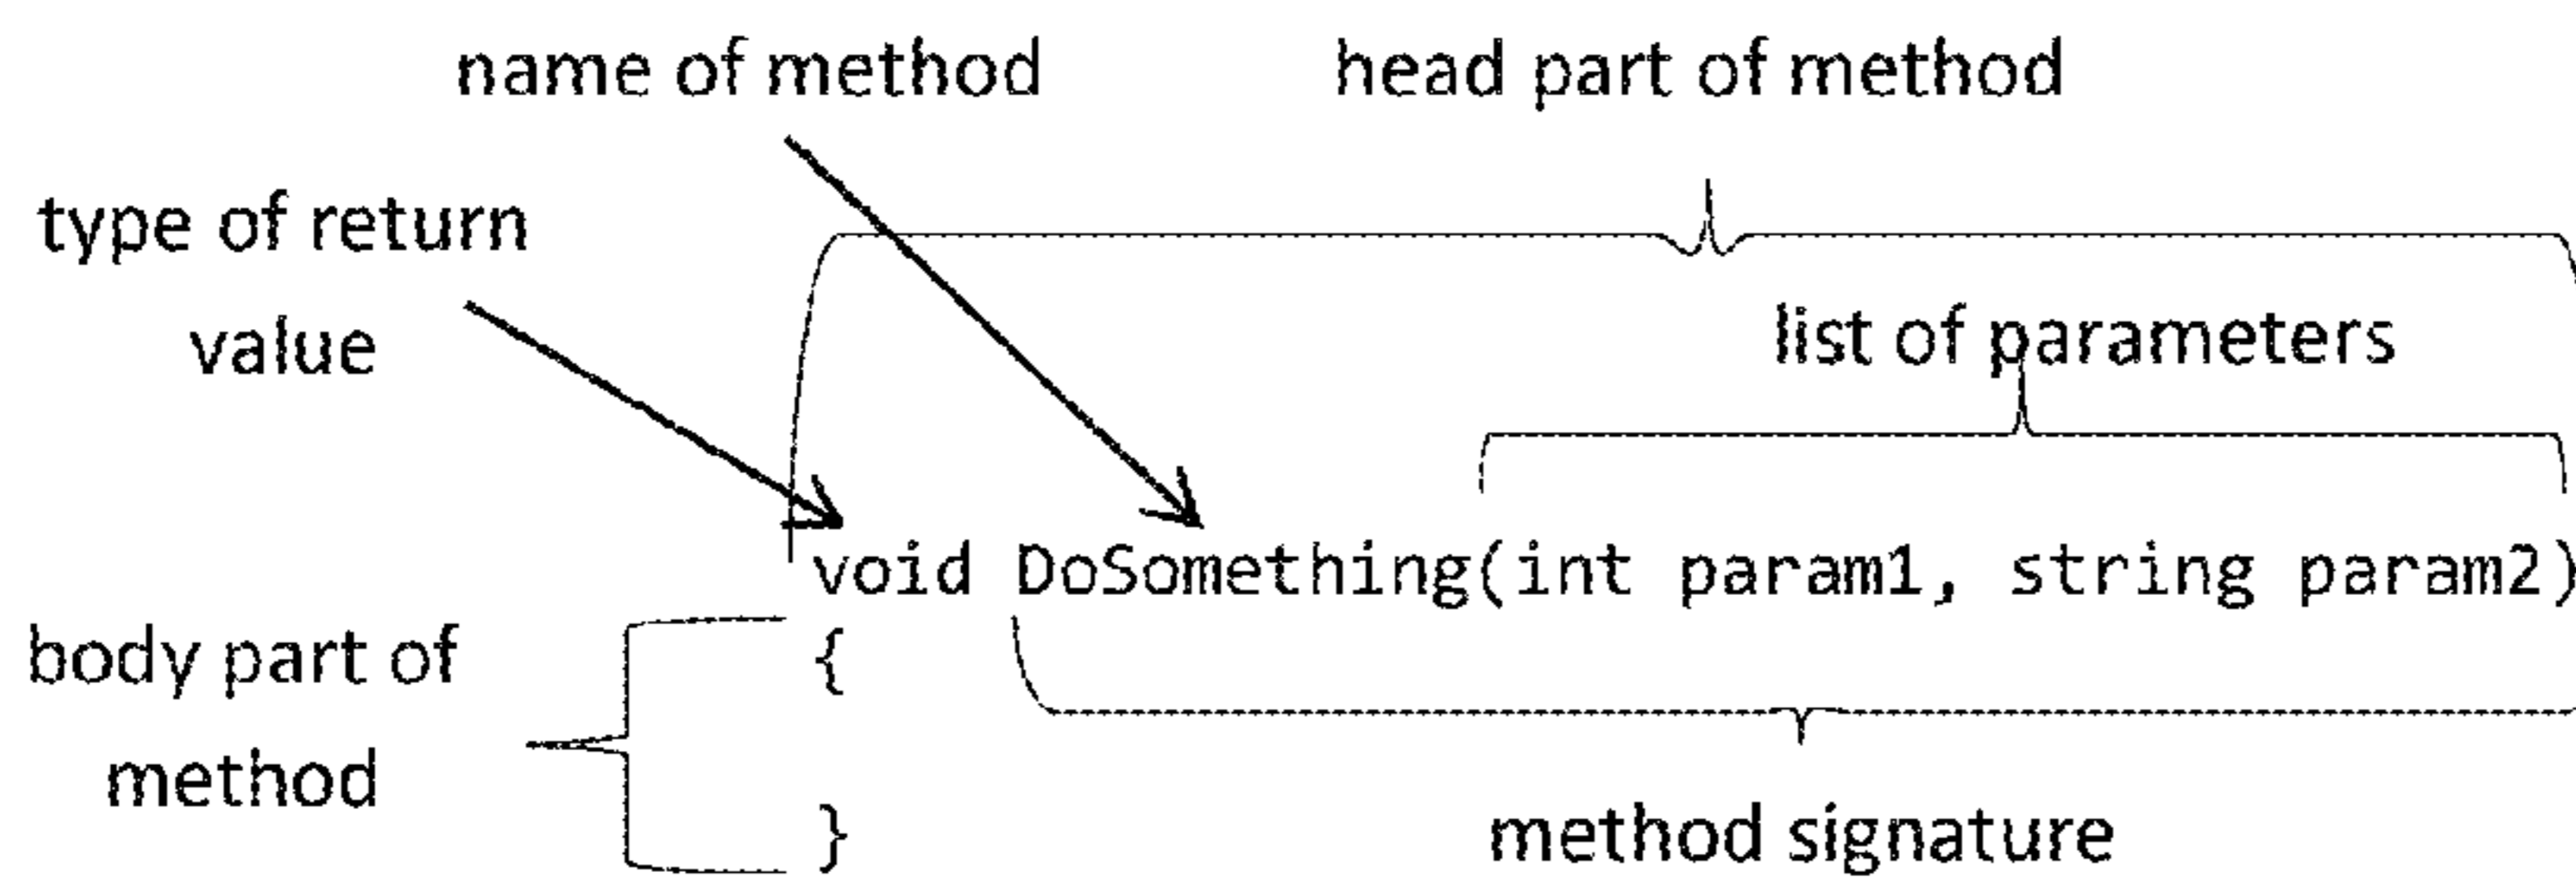 name of method
head part of method
type of return
value
list of parameters
void DoSomething(int param1, string param2)
body part of
method
{
}
method signature